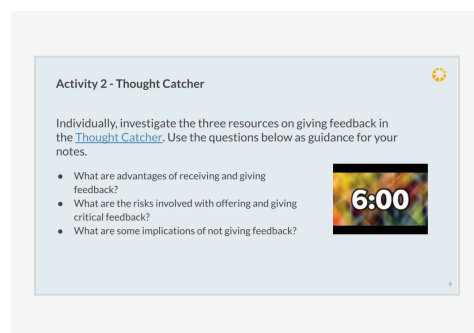 Activity 2 - Thought Catcher
Individually, investigate the three resources on giving feedback in
the Thought Catcher. Use the questions below as guidance for your
notes.
● What are advantages of receiving and giving
feedback?
● What are the risks involved with offering and giving
critical feedback?
● What are some implications of not giving feedback?
6:00
9